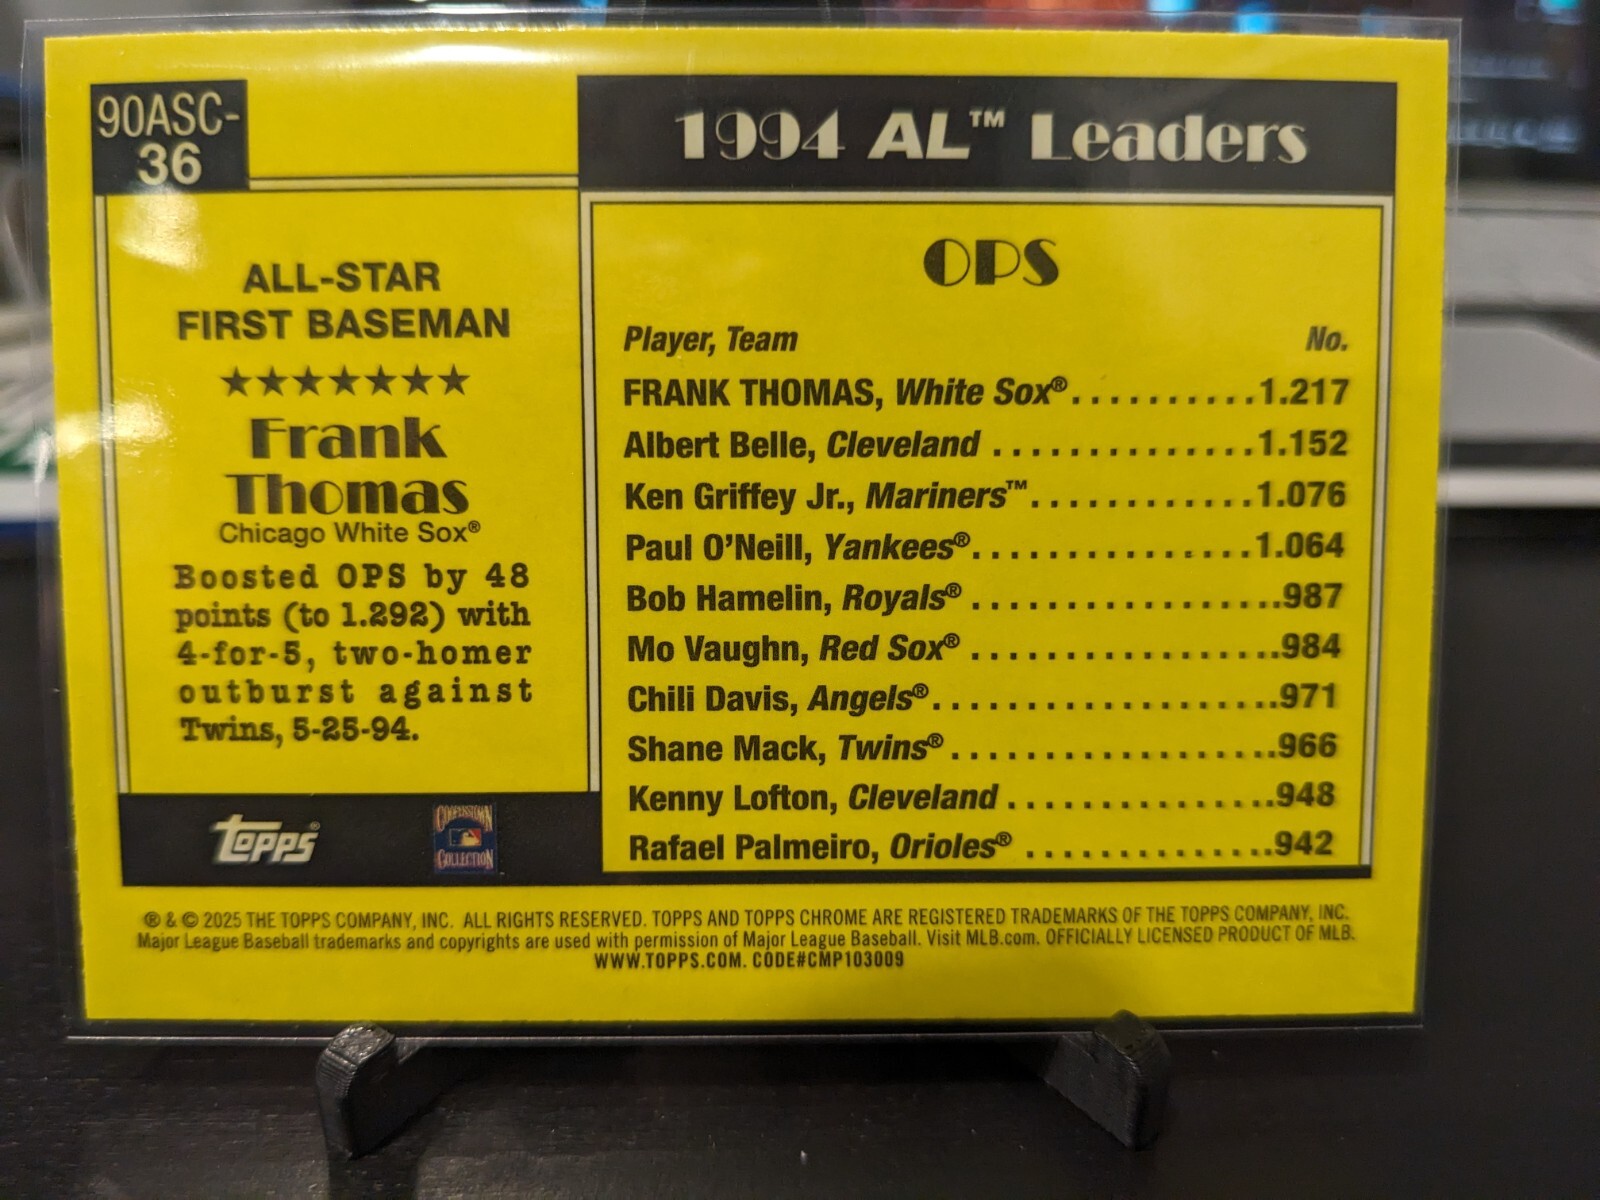 90ASC-
36
1994 AL™ Leaders
ALL-STAR
FIRST BASEMAN
★★★★★★★
Frank
Thomas
Chicago White Sox®
Boosted OPS by 48
points (to 1.292) with
4-for-5, two-homer
outburst against
Twins, 5-25-94.
OPS
Player, Team No.
FRANK THOMAS, White Sox®..........1.217
Albert Belle, Cleveland ..............1.152
Ken Griffey Jr., Mariners™............1.076
Paul O'Neill, Yankees®...............1.064
Bob Hamelin, Royals® .................987
Mo Vaughn, Red Sox® .................984
Chili Davis, Angels®...................971
Shane Mack, Twins® ..................966
Kenny Lofton, Cleveland ...............948
Rafael Palmeiro, Orioles® ..............942
Topps®
COOPERSTOWN
COLLECTION
® & © 2025 THE TOPPS COMPANY, INC. ALL RIGHTS RESERVED. TOPPS AND TOPPS CHROME ARE REGISTERED TRADEMARKS OF THE TOPPS COMPANY, INC.
Major League Baseball trademarks and copyrights are used with permission of Major League Baseball. Visit MLB.com. OFFICIALLY LICENSED PRODUCT OF MLB.
WWW.TOPPS.COM. CODE#CMP103009